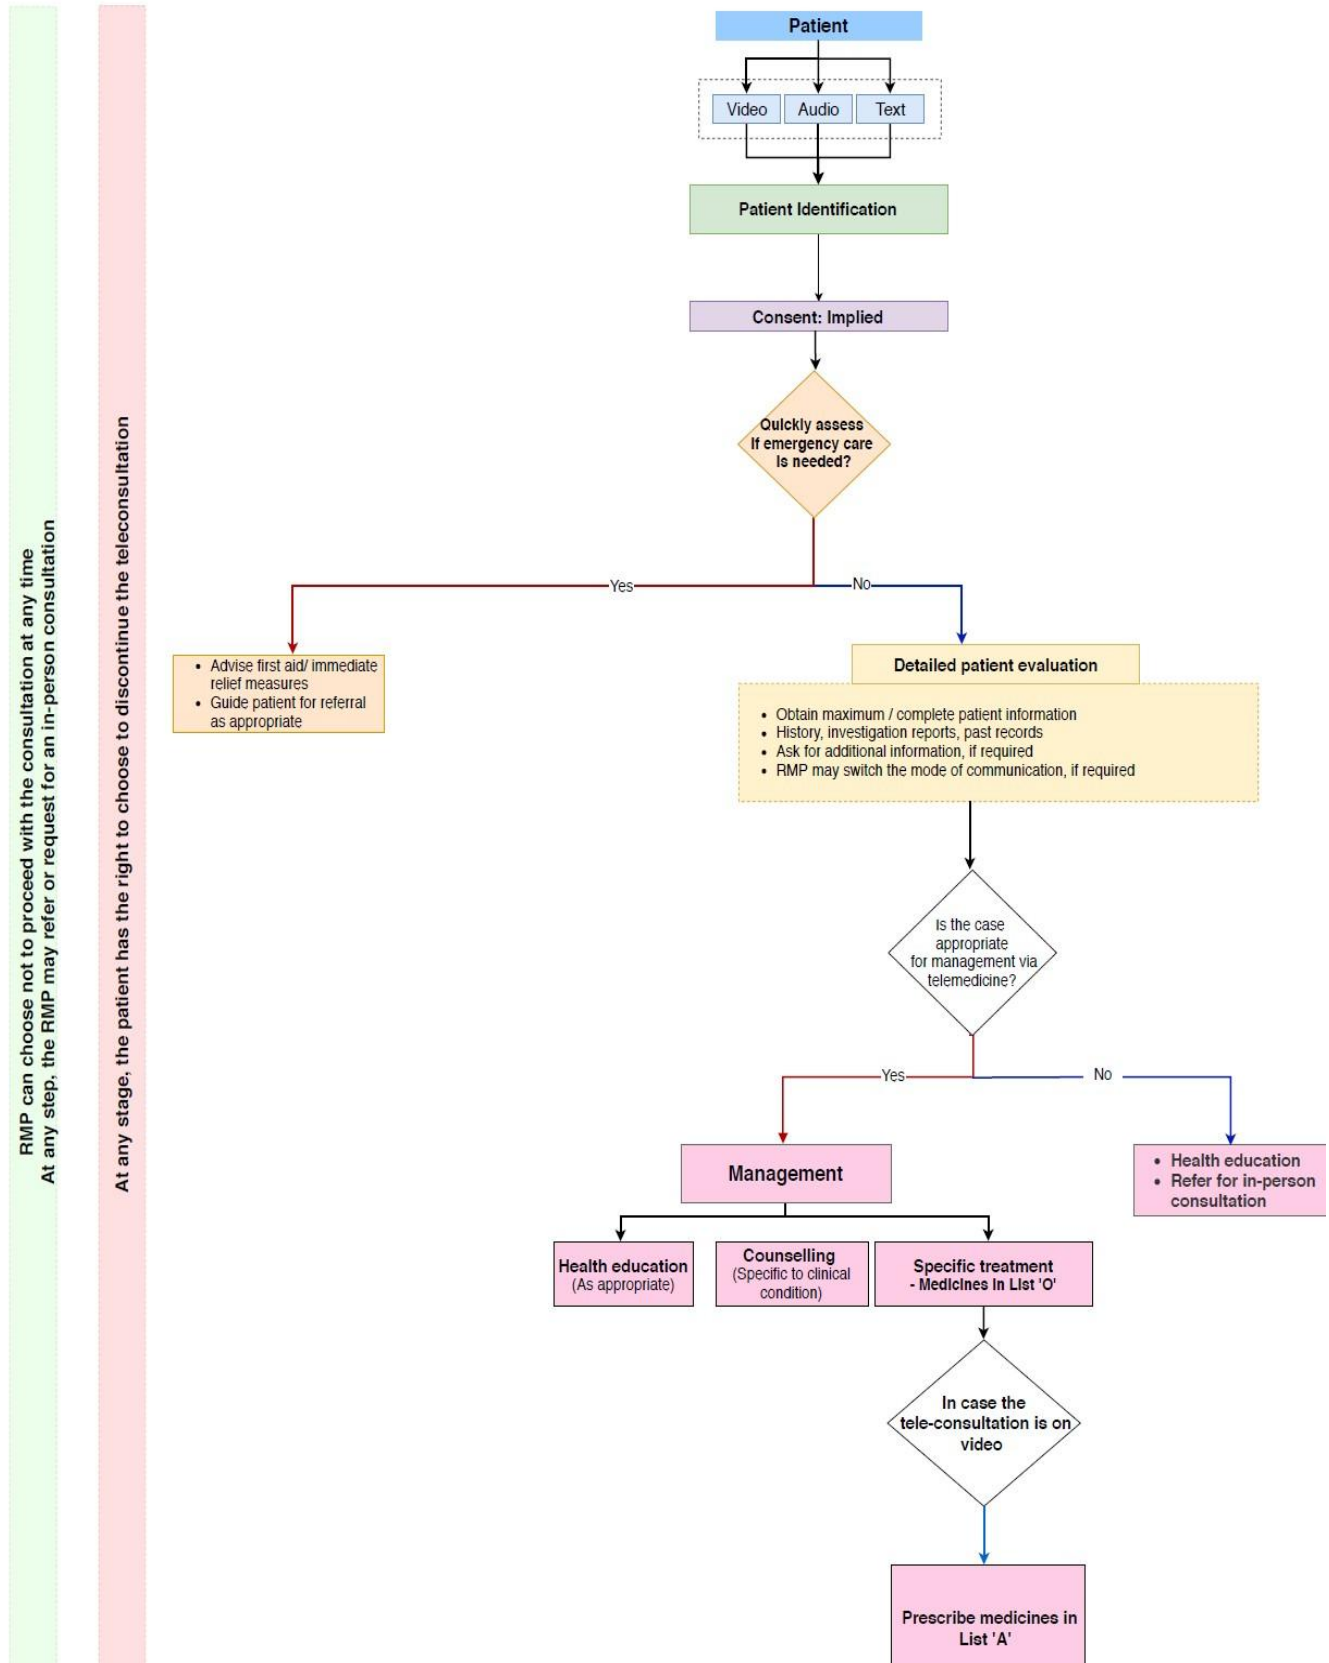 Patient
Video
Audio
Text
Patient Identification
Consent: Implied
Quickly assess
If emergency care
Is needed?
Yes
No
• Advise first aid/ immediate
relief measures
• Guide patient for referral
as appropriate
Detailed patient evaluation
• Obtain maximum / complete patient information
• History, investigation reports, past records
• Ask for additional information, if required
• RMP may switch the mode of communication, if required
Is the case
appropriate
for management via
telemedicine?
Yes
No
Management
• Health education
• Refer for in-person
consultation
Health education
(As appropriate)
Counselling
(Specific to clinical
condition)
Specific treatment
- Medicines in List 'O'
In case the
tele-consultation is on
video
Prescribe medicines in
List 'A'
RMP can choose not to proceed with the consultation at any time
At any step, the RMP may refer or request for an in-person consultation
At any stage, the patient has the right to choose to discontinue the teleconsultation